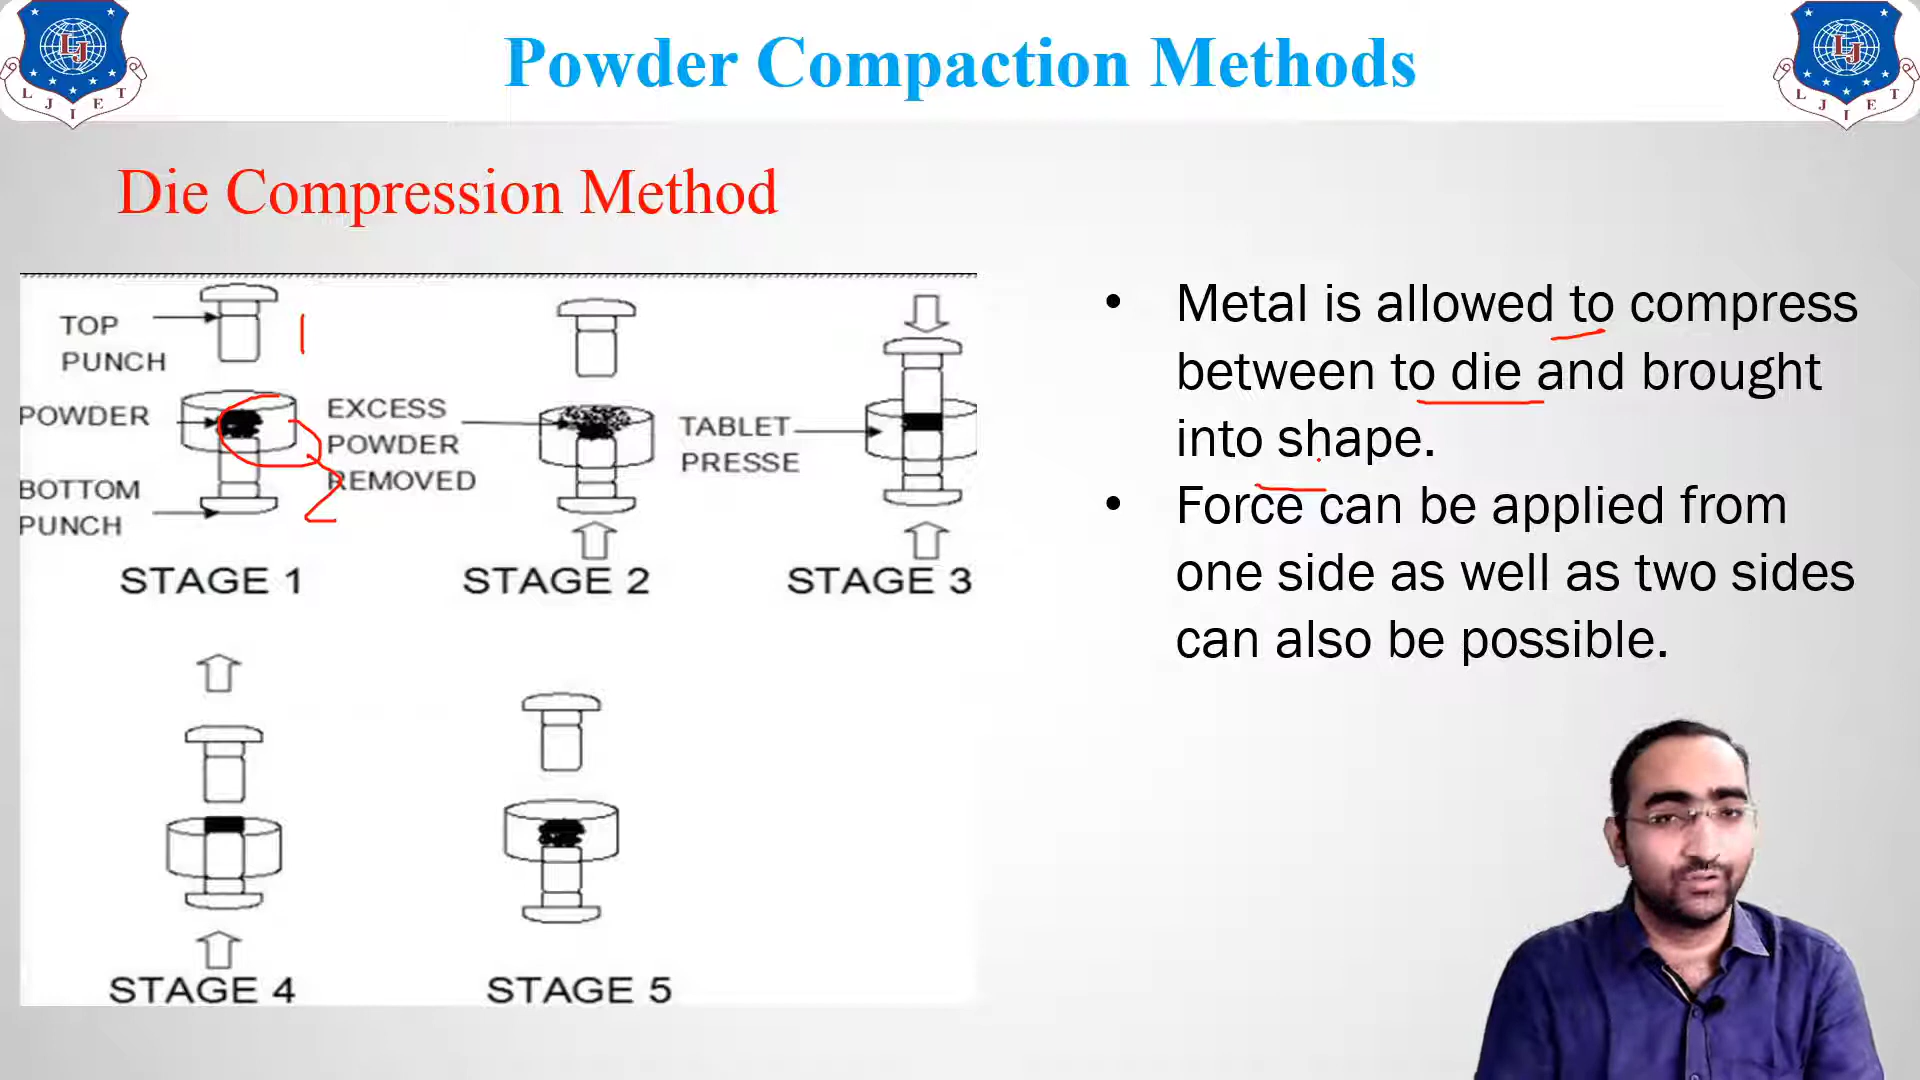 Powder Compaction Methods
L J I E T
L J I E T
Die Compression Method
TOP
PUNCH
1
POWDER
BOTTOM
PUNCH
2
EXCESS
POWDER
REMOVED
TABLET
PRESSE
STAGE 1
STAGE 2
STAGE 3
STAGE 4
STAGE 5
• Metal is allowed to compress
between to die and brought
into shape.
• Force can be applied from
one side as well as two sides
can also be possible.